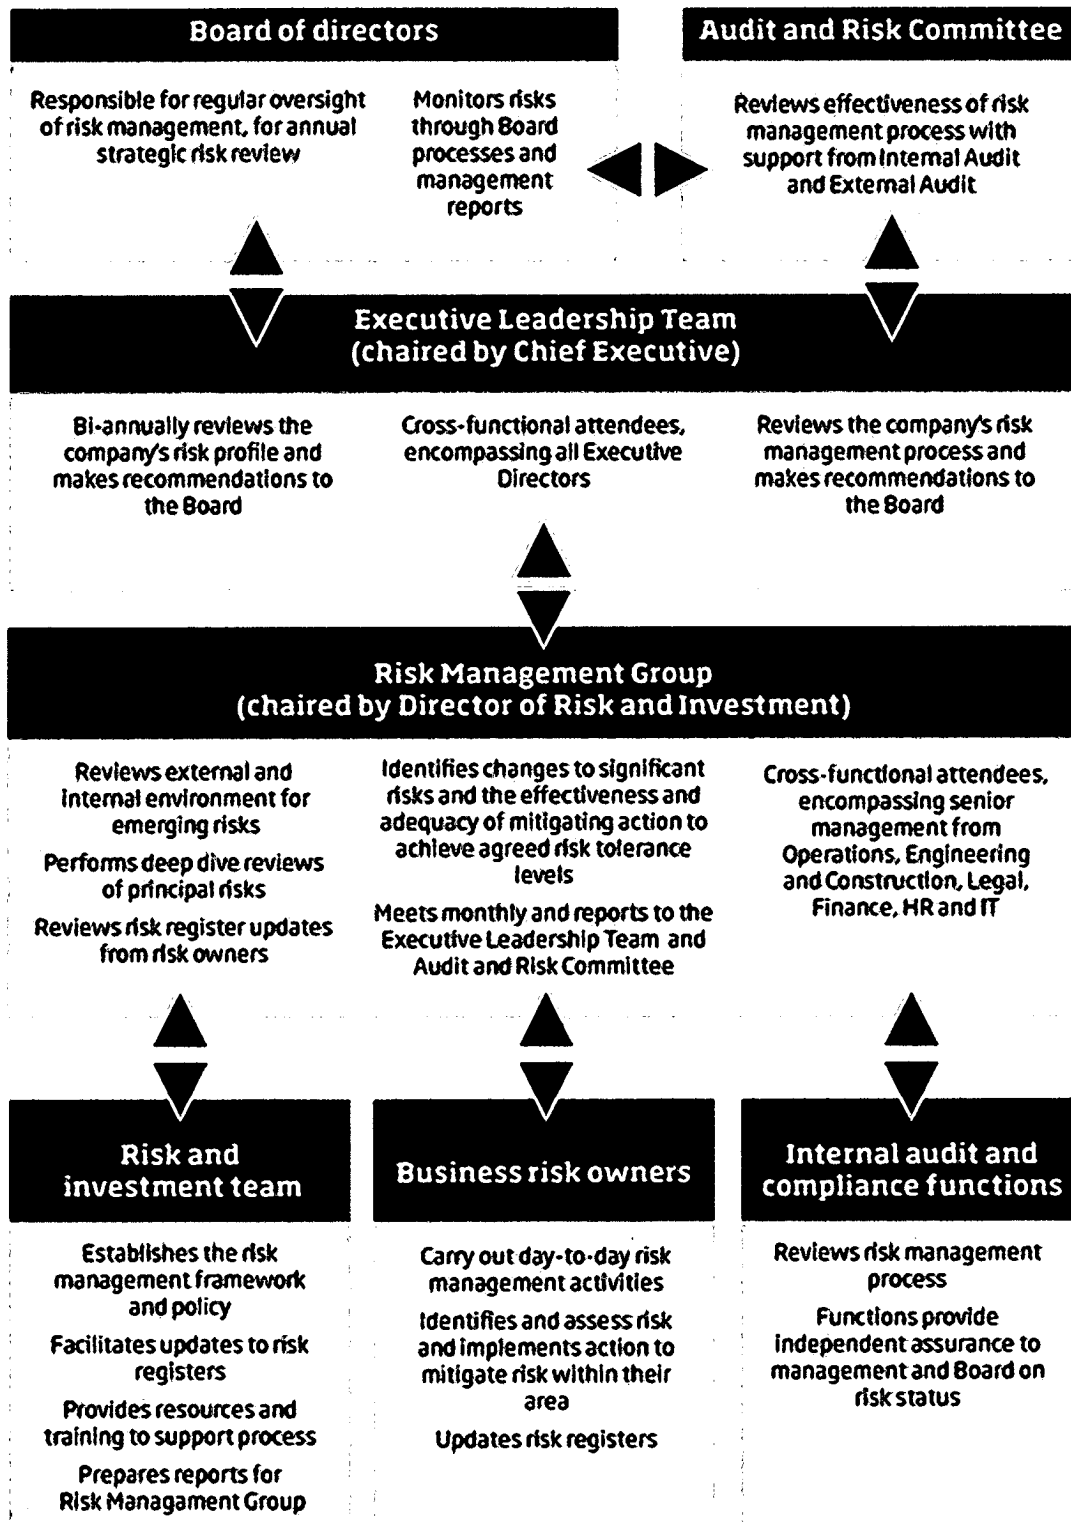 Board of directors
Responsible for regular oversight
of risk management, for annual
strategic risk review
Monitors risks
through Board
processes and
management
reports
Audit and Risk Committee
Reviews effectiveness of risk
management process with
support from Internal Audit
and External Audit
Executive Leadership Team
(chaired by Chief Executive)
Bi-annually reviews the
company's risk profile and
makes recommendations to
the Board
Cross-functional attendees,
encompassing all Executive
Directors
Reviews the company's risk
management process and
makes recommendations to
the Board
Risk Management Group
(chaired by Director of Risk and Investment)
Reviews external and
internal environment for
emerging risks
Performs deep dive reviews
of principal risks
Reviews risk register updates
from risk owners
Identifies changes to significant
risks and the effectiveness and
adequacy of mitigating action to
achieve agreed risk tolerance
levels
Meets monthly and reports to the
Executive Leadership Team and
Audit and Risk Committee
Cross-functional attendees,
encompassing senior
management from
Operations, Engineering
and Construction, Legal,
Finance, HR and IT
Risk and
investment team
Establishes the risk
management framework
and policy
Facilitates updates to risk
registers
Provides resources and
training to support process
Prepares reports for
Risk Managament Group
Business risk owners
Carry out day-to-day risk
management activities
Identifies and assess risk
and implements action to
mitigate risk within their
area
Updates risk registers
Internal audit and
compliance functions
Reviews risk management
process
Functions provide
independent assurance to
management and Board on
risk status